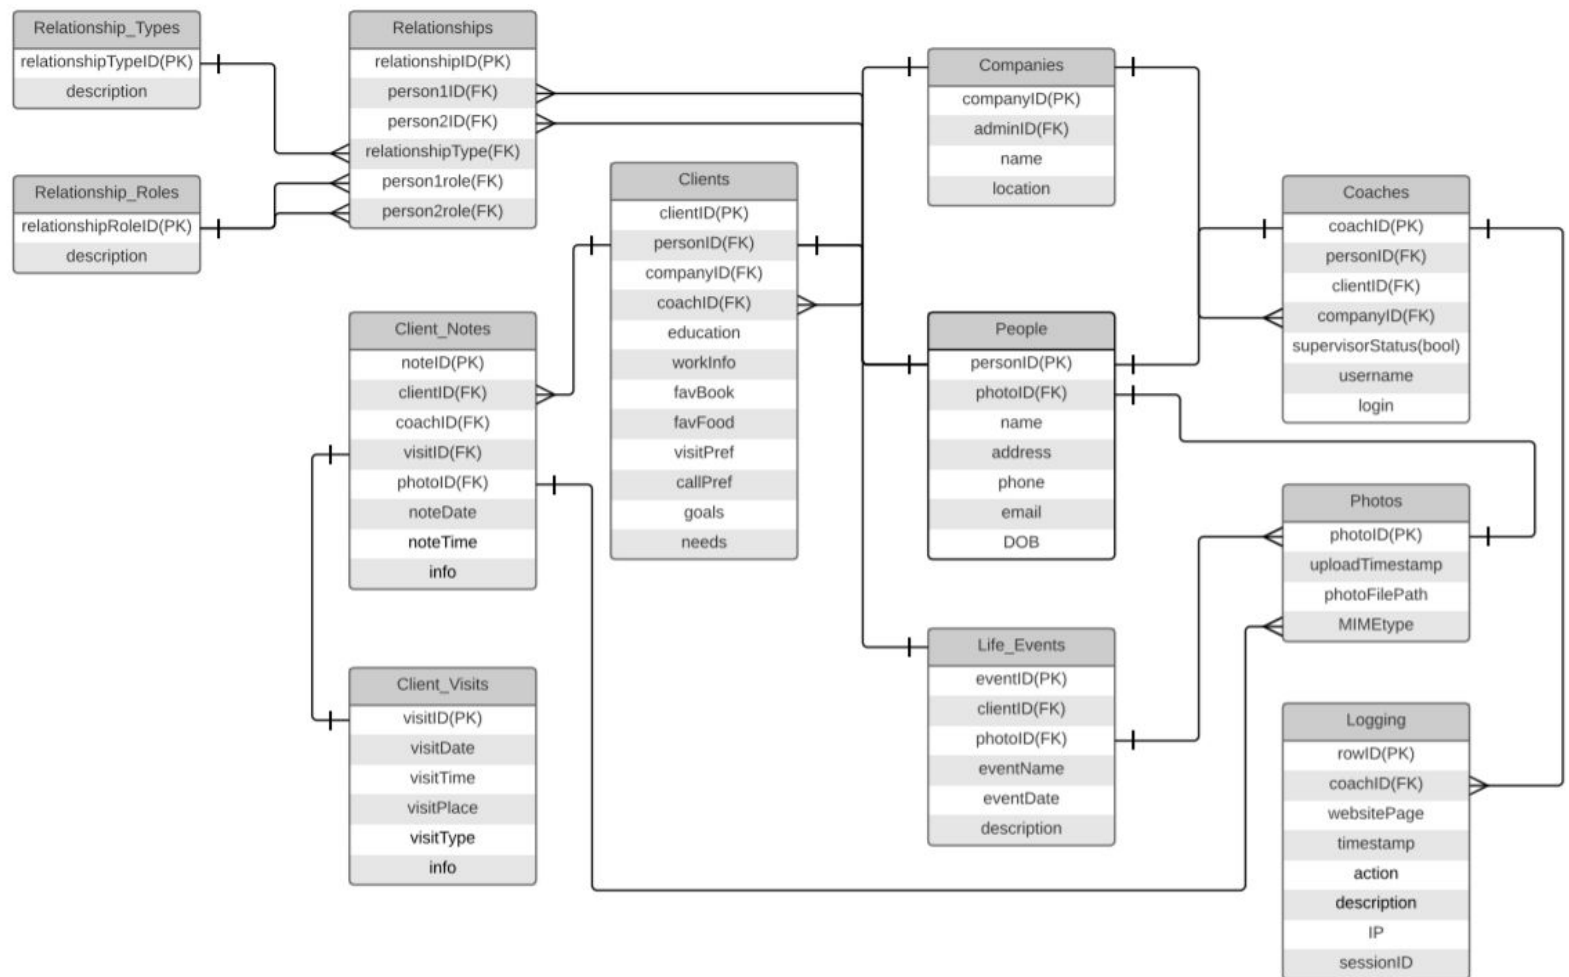 Relationship_Types
relationshipTypeID(PK)
description
Relationship_Roles
relationshipRoleID(PK)
description
Relationships
relationshipID(PK)
person1ID(FK)
person2ID(FK)
relationshipType(FK)
person1role(FK)
person2role(FK)
Client_Notes
noteID(PK)
clientID(FK)
coachID(FK)
visitID(FK)
photoID(FK)
noteDate
noteTime
info
Client_Visits
visitID(PK)
visitDate
visitTime
visitPlace
visitType
info
Clients
clientID(PK)
personID(FK)
companyID(FK)
coachID(FK)
education
workInfo
favBook
favFood
visitPref
callPref
goals
needs
Companies
companyID(PK)
adminID(FK)
name
location
People
personID(PK)
photoID(FK)
name
address
phone
email
DOB
Life_Events
eventID(PK)
clientID(FK)
photoID(FK)
eventName
eventDate
description
Coaches
coachID(PK)
personID(FK)
clientID(FK)
companyID(FK)
supervisorStatus(bool)
username
login
Photos
photoID(PK)
uploadTimestamp
photoFilePath
MIMEtype
Logging
rowID(PK)
coachID(FK)
websitePage
timestamp
action
description
IP
sessionID